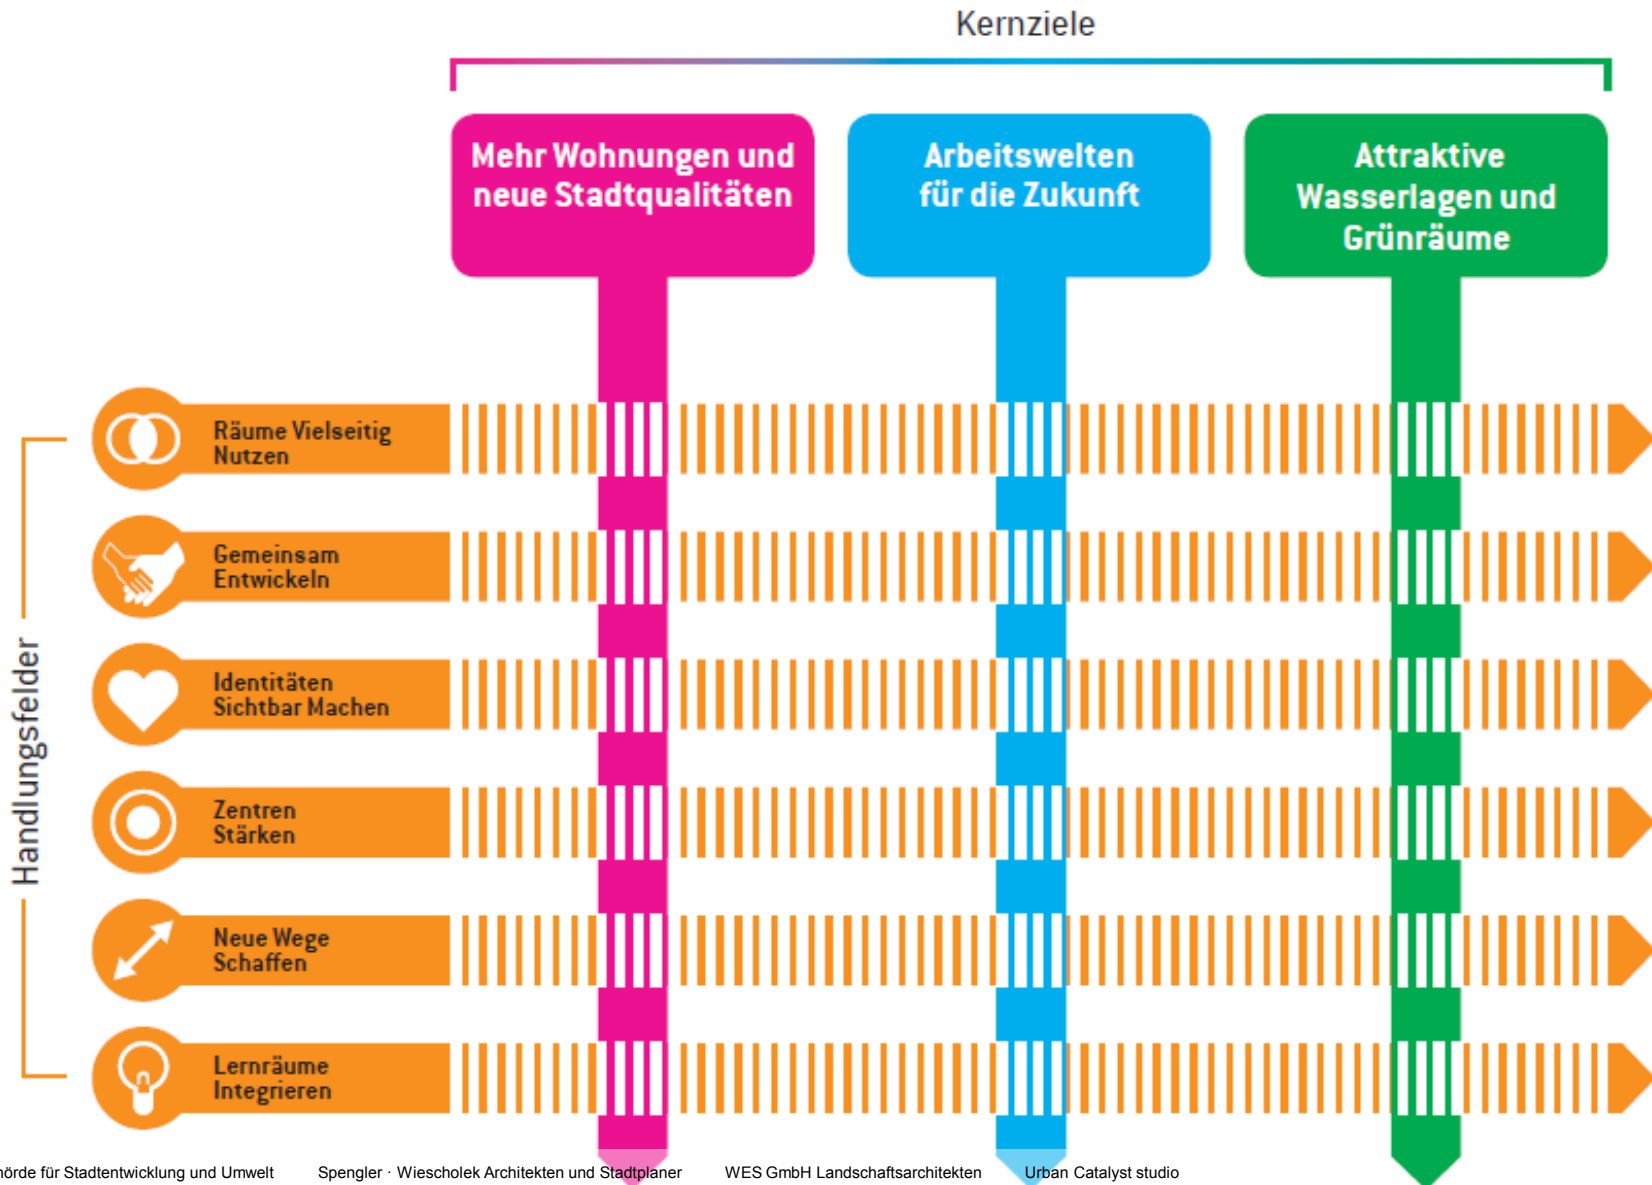 Kernziele
Mehr Wohnungen und
neue Stadtqualitäten
Arbeitswelten
für die Zukunft
Attraktive
Wasserlagen und
Grünräume
Handlungsfelder
Räume Vielseitig
Nutzen
Gemeinsam
Entwickeln
Identitäten
Sichtbar Machen
Zentren
Stärken
Neue Wege
Schaffen
Lernräume
Integrieren
hörde für Stadtentwicklung und Umwelt Spengler · Wiescholek Architekten und Stadtplaner WES GmbH Landschaftsarchitekten Urban Catalyst studio